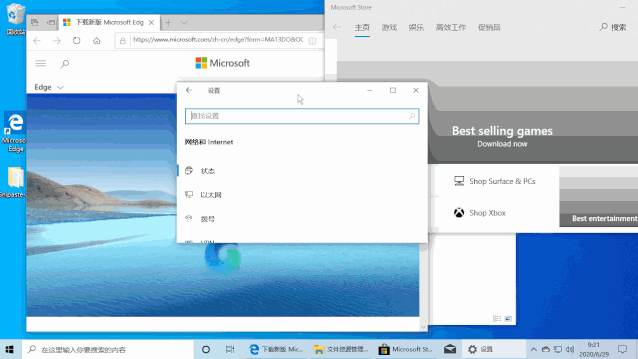 回收站
Microsoft Edge
下载新版 Microsoft Edg
https://www.microsoft.com/zh-cn/edge?form=MA13DO&OC
Microsoft
Edge
Microsoft Store
主页 游戏 娱乐 高效工作 促销品 搜索
Best selling games
Download now
Shop Surface & PCs
Shop Xbox
Best entertainment
设置
查找设置
网络和 Internet
状态
以太网
拨号
VPN
Snipaste
在这里输入你要搜索的内容
下载新版 Mic...
文件资源管理...
Microsoft St...
设置
9:21
2020/6/29